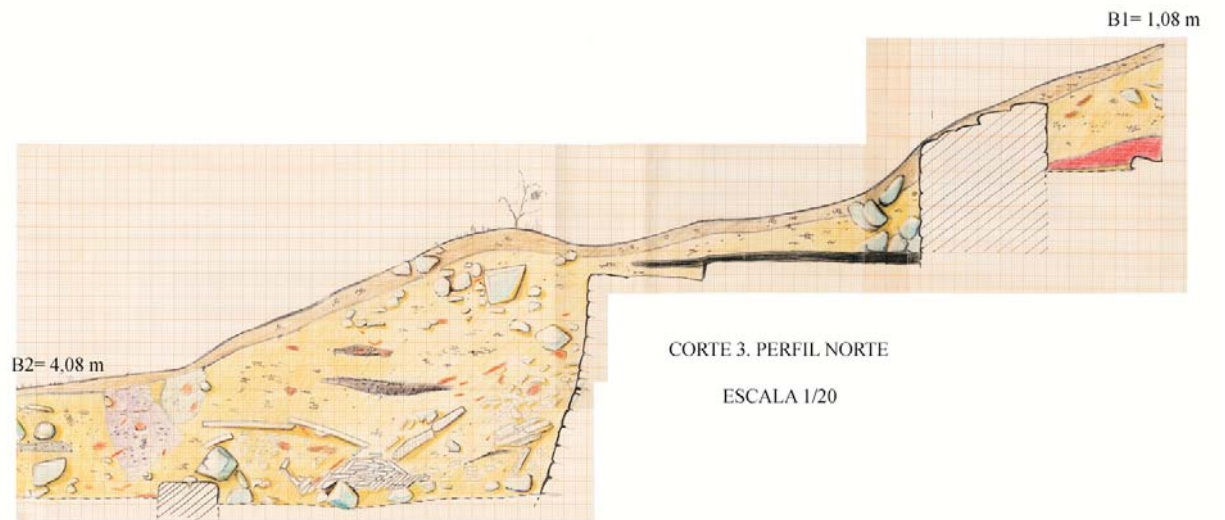 B1= 1,08 m
B2= 4,08 m
CORTE 3. PERFIL NORTE
ESCALA 1/20